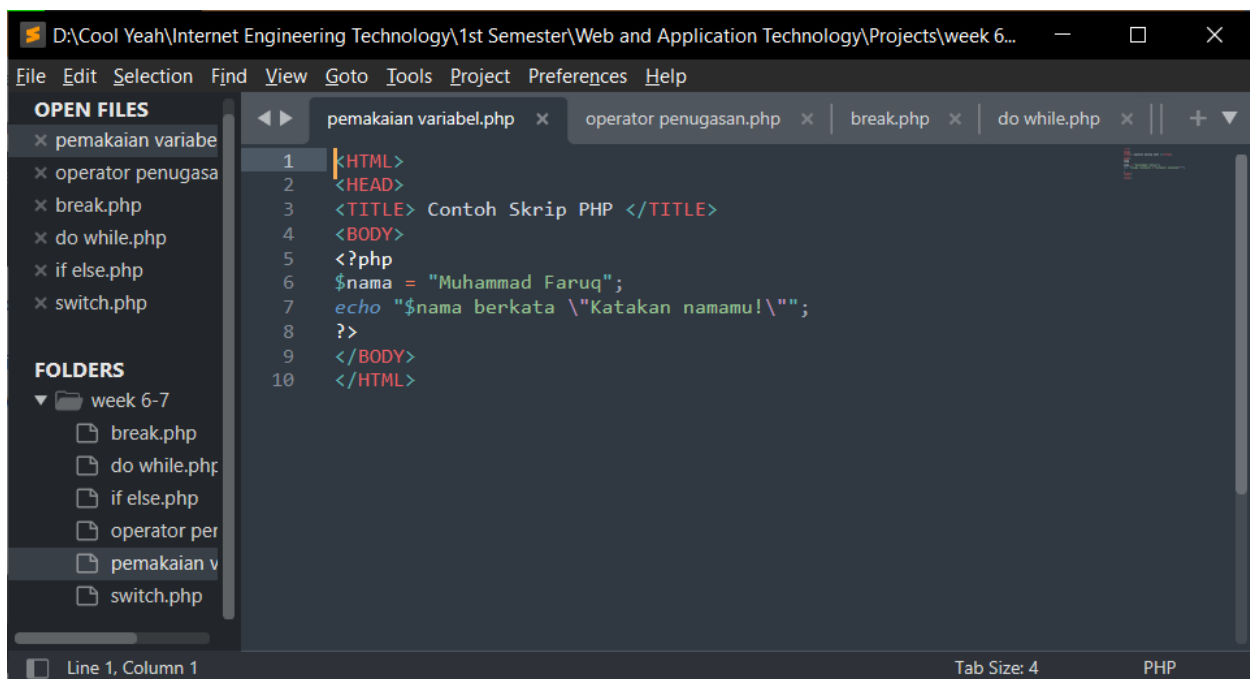 D:\Cool Yeah\Internet Engineering Technology\1st Semester\Web and Application Technology\Projects\week 6...
File Edit Selection Find View Goto Tools Project Preferences Help
OPEN FILES
pemakaian variabe
operator penugasa
break.php
do while.php
if else.php
switch.php
FOLDERS
week 6-7
break.php
do while.php
if else.php
operator per
pemakaian v
switch.php
pemakaian variabel.php operator penugasan.php break.php do while.php
1 <HTML>
2 <HEAD>
3 <TITLE> Contoh Skrip PHP </TITLE>
4 <BODY>
5 <?php
6 $nama = "Muhammad Faruq";
7 echo "$nama berkata \"Katakan namamu!\"";
8 ?>
9 </BODY>
10 </HTML>
Line 1, Column 1 Tab Size: 4 PHP